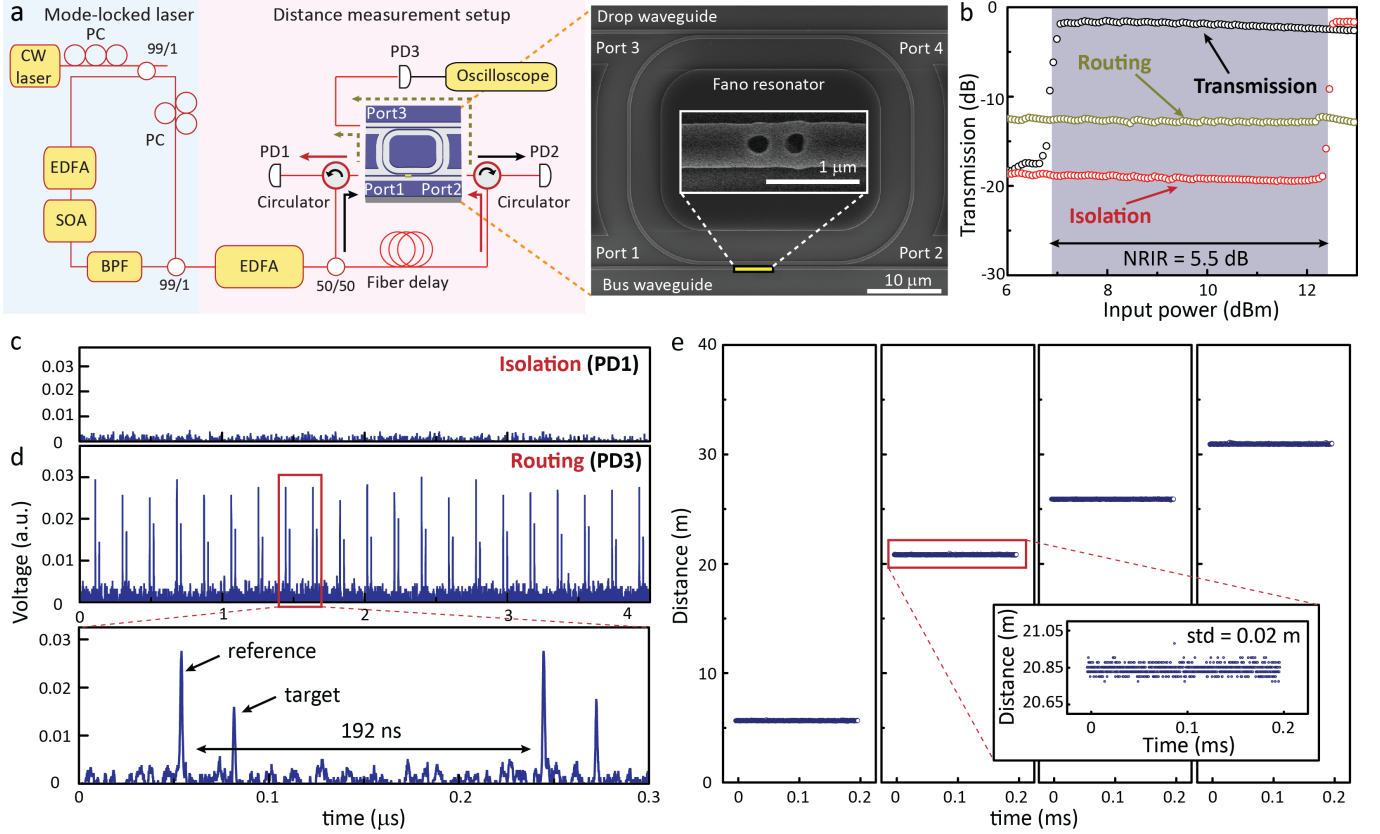 a
Mode-locked laser
Distance measurement setup
PC
99/1
CW
laser
PC
EDFA
SOA
BPF
99/1
EDFA
50/50
Fiber delay
PD3
Oscilloscope
Port3
PD1
PD2
Circulator
Port1
Port2
Circulator
Drop waveguide
Port 3
Port 4
Fano resonator
1 μm
Port 1
Port 2
Bus waveguide
10 μm
b
Transmission (dB)
0
-10
-20
-30
Routing
Transmission
Isolation
NRIR = 5.5 dB
6
8
10
12
Input power (dBm)
c
Isolation (PD1)
0.03
0.02
0.01
0
d
Routing (PD3)
Voltage (a.u.)
0.03
0.02
0.01
0
0
1
2
3
4
0.03
0.02
0.01
0
reference
target
192 ns
0
0.1
0.2
0.3
time (μs)
e
Distance (m)
40
30
20
10
0
0
0.1
0.2
0
0.1
0.2
0
0.1
0.2
0
0.1
0.2
time (ms)
Distance (m)
21.05
20.85
20.65
std = 0.02 m
0
0.1
0.2
Time (ms)